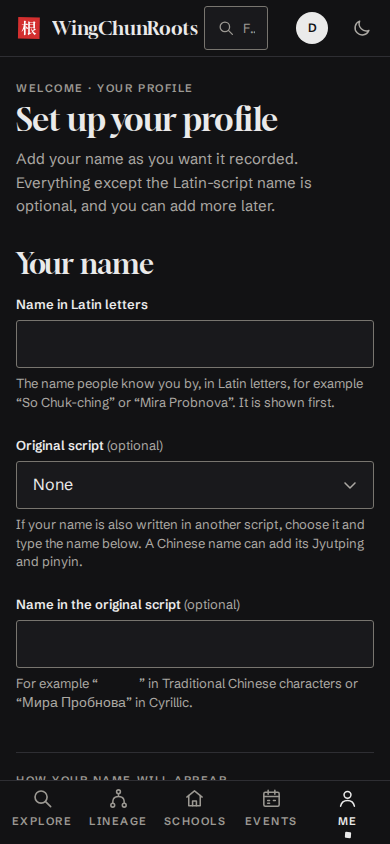 根 WingChunRoots F.. D
WELCOME · YOUR PROFILE
Set up your profile
Add your name as you want it recorded.
Everything except the Latin-script name is
optional, and you can add more later.
Your name
Name in Latin letters
The name people know you by, in Latin letters, for example
“So Chuk-ching” or “Mira Probnova”. It is shown first.
Original script (optional)
None
If your name is also written in another script, choose it and
type the name below. A Chinese name can add its Jyutping
and pinyin.
Name in the original script (optional)
For example “ ” in Traditional Chinese characters or
“Мира Пробнова” in Cyrillic.
HOW YOUR NAME WILL APPEAR
EXPLORE LINEAGE SCHOOLS EVENTS ME